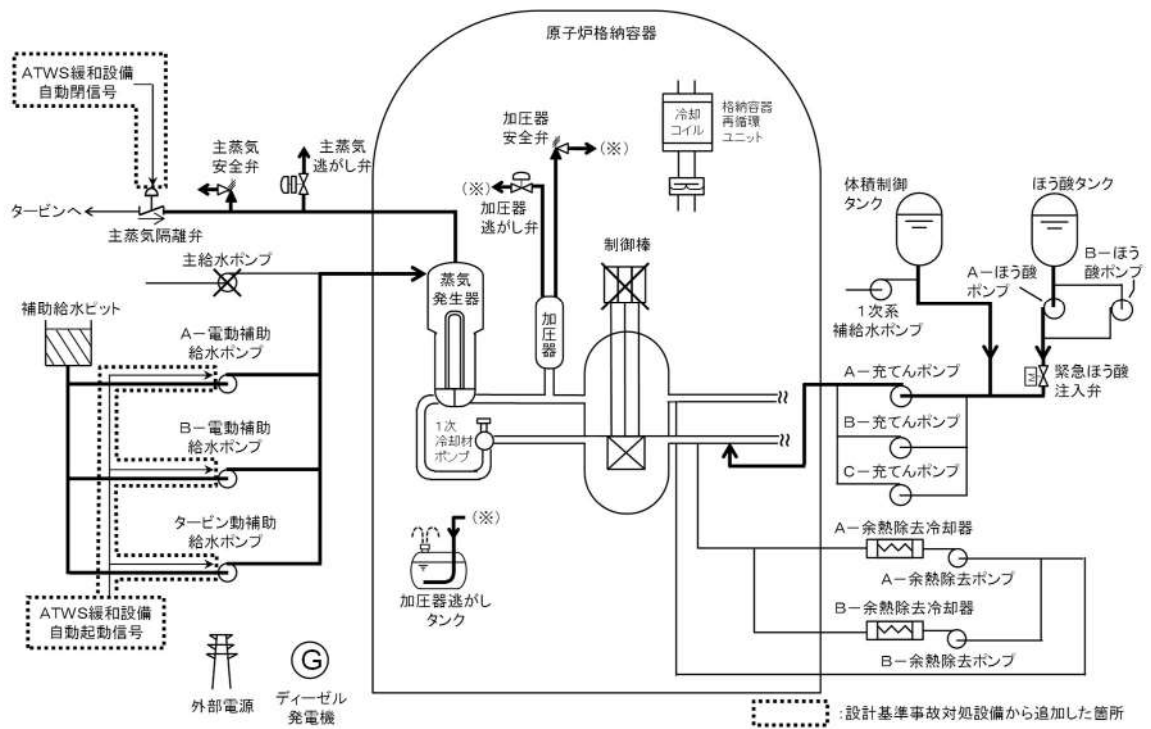 原子炉格納容器
ATWS緩和設備
自動閉信号
主蒸気
安全弁
主蒸気
逃がし弁
加圧器
安全弁
(※)
(※)
加圧器
逃がし弁
冷却
コイル
格納容器
再循環
ユニット
タービンへ
主蒸気隔離弁
体積制御
タンク
ほう酸タンク
主給水ポンプ
蒸気
発生器
制御棒
A-ほう酸
ポンプ
B-ほう
酸ポンプ
1次系
補給水ポンプ
補助給水ピット
加圧器
A-電動補助
給水ポンプ
M
緊急ほう酸
注入弁
A-充てんポンプ
B-電動補助
給水ポンプ
1次
冷却材
ポンプ
B-充てんポンプ
C-充てんポンプ
タービン動補助
給水ポンプ
(※)
A-余熱除去冷却器
A-余熱除去ポンプ
加圧器逃がし
タンク
ATWS緩和設備
自動起動信号
B-余熱除去冷却器
B-余熱除去ポンプ
外部電源
G
ディーゼル
発電機
:設計基準事故対処設備から追加した箇所